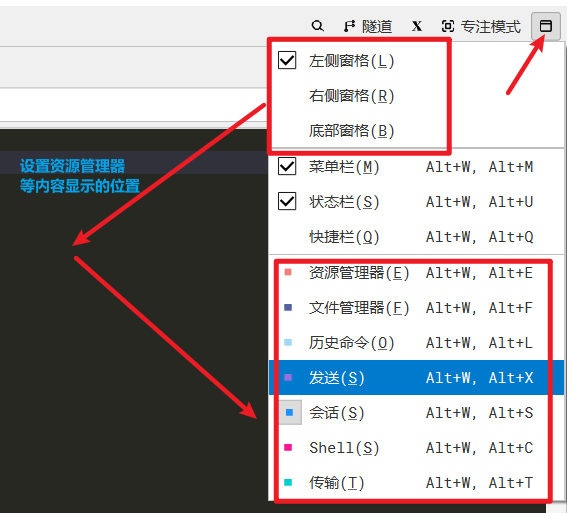 隧道 X 专注模式
左侧窗格(L)
右侧窗格(R)
底部窗格(B)
设置资源管理器
等内容显示的位置
菜单栏(M) Alt+W, Alt+M
状态栏(S) Alt+W, Alt+U
快捷栏(Q) Alt+W, Alt+Q
资源管理器(E) Alt+W, Alt+E
文件管理器(F) Alt+W, Alt+F
历史命令(O) Alt+W, Alt+L
发送(S) Alt+W, Alt+X
会话(S) Alt+W, Alt+S
Shell(S) Alt+W, Alt+C
传输(T) Alt+W, Alt+T